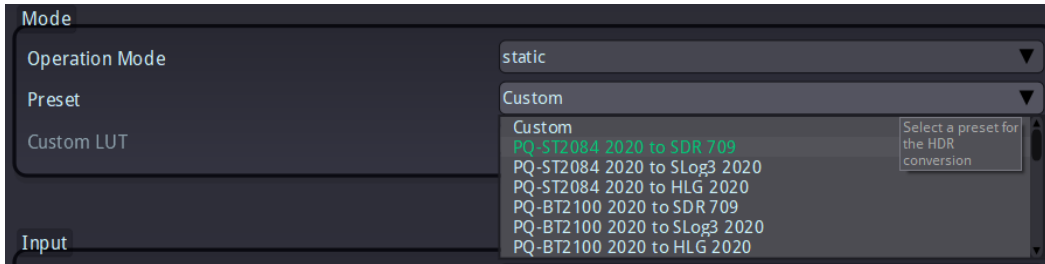 Mode
Operation Mode
static
Preset
Custom
Custom LUT
Custom
PQ-ST2084 2020 to SDR 709
PQ-ST2084 2020 to SLog3 2020
PQ-ST2084 2020 to HLG 2020
PQ-BT2100 2020 to SDR 709
PQ-BT2100 2020 to SLog3 2020
PQ-BT2100 2020 to HLG 2020
Select a preset for
the HDR
conversion
Input